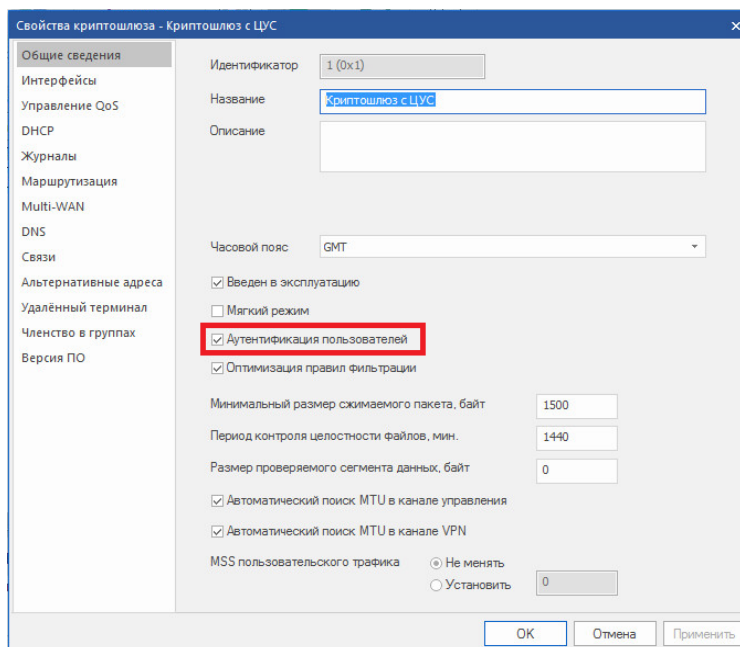 Свойства криптошлюза - Криптошлюз с ЦУС
Общие сведения
Интерфейсы
Управление QoS
DHCP
Журналы
Маршрутизация
Multi-WAN
DNS
Связи
Альтернативные адреса
Удалённый терминал
Членство в группах
Версия ПО
Идентификатор 1 (0x1)
Название Криптошлюз с ЦУС
Описание
Часовой пояс GMT
Введен в эксплуатацию
Мягкий режим
Аутентификация пользователей
Оптимизация правил фильтрации
Минимальный размер сжимаемого пакета, байт 1500
Период контроля целостности файлов, мин. 1440
Размер проверяемого сегмента данных, байт 0
Автоматический поиск MTU в канале управления
Автоматический поиск MTU в канале VPN
MSS пользовательского трафика Не менять
Установить 0
OK Отмена Применить